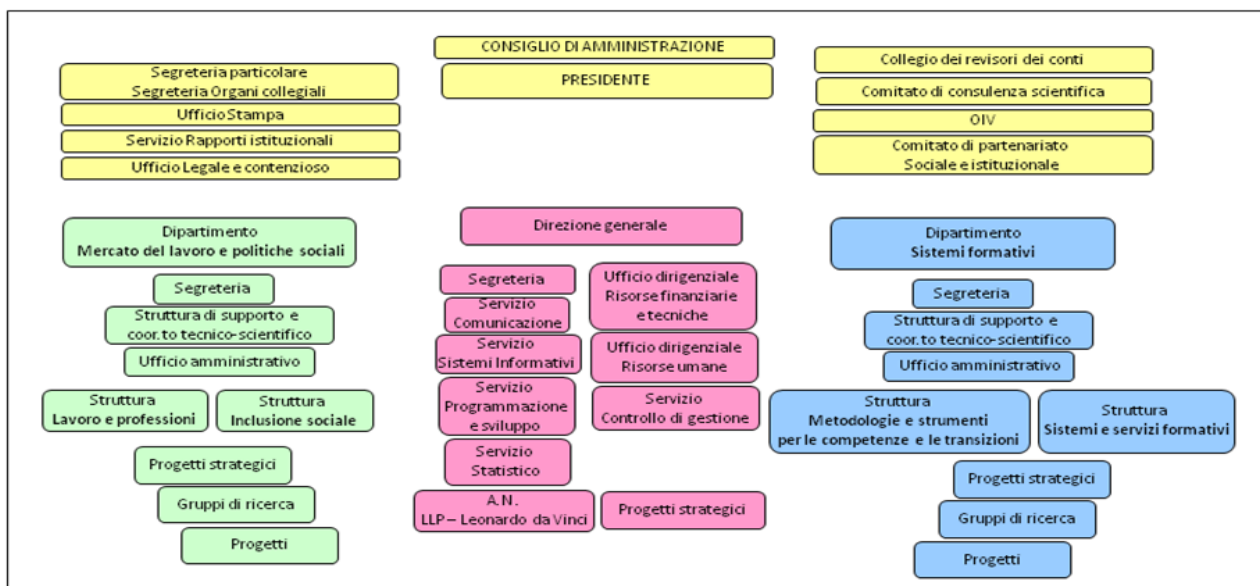 CONSIGLIO DI AMMINISTRAZIONE
PRESIDENTE
Segreteria particolare
Segreteria Organi collegiali
Ufficio Stampa
Servizio Rapporti istituzionali
Ufficio Legale e contenzioso
Collegio dei revisori dei conti
Comitato di consulenza scientifica
OIV
Comitato di partenariato
Sociale e istituzionale
Dipartimento
Mercato del lavoro e politiche sociali
Segreteria
Struttura di supporto e
coor.to tecnico-scientifico
Ufficio amministrativo
Struttura
Lavoro e professioni
Struttura
Inclusione sociale
Progetti strategici
Gruppi di ricerca
Progetti
Direzione generale
Segreteria
Servizio
Comunicazione
Servizio
Sistemi Informativi
Servizio
Programmazione
e sviluppo
Servizio
Statistico
A.N.
LLP – Leonardo da Vinci
Ufficio dirigenziale
Risorse finanziarie
e tecniche
Ufficio dirigenziale
Risorse umane
Servizio
Controllo di gestione
Progetti strategici
Dipartimento
Sistemi formativi
Segreteria
Struttura di supporto e
coor.to tecnico-scientifico
Ufficio amministrativo
Struttura
Metodologie e strumenti
per le competenze e le transizioni
Struttura
Sistemi e servizi formativi
Progetti strategici
Gruppi di ricerca
Progetti